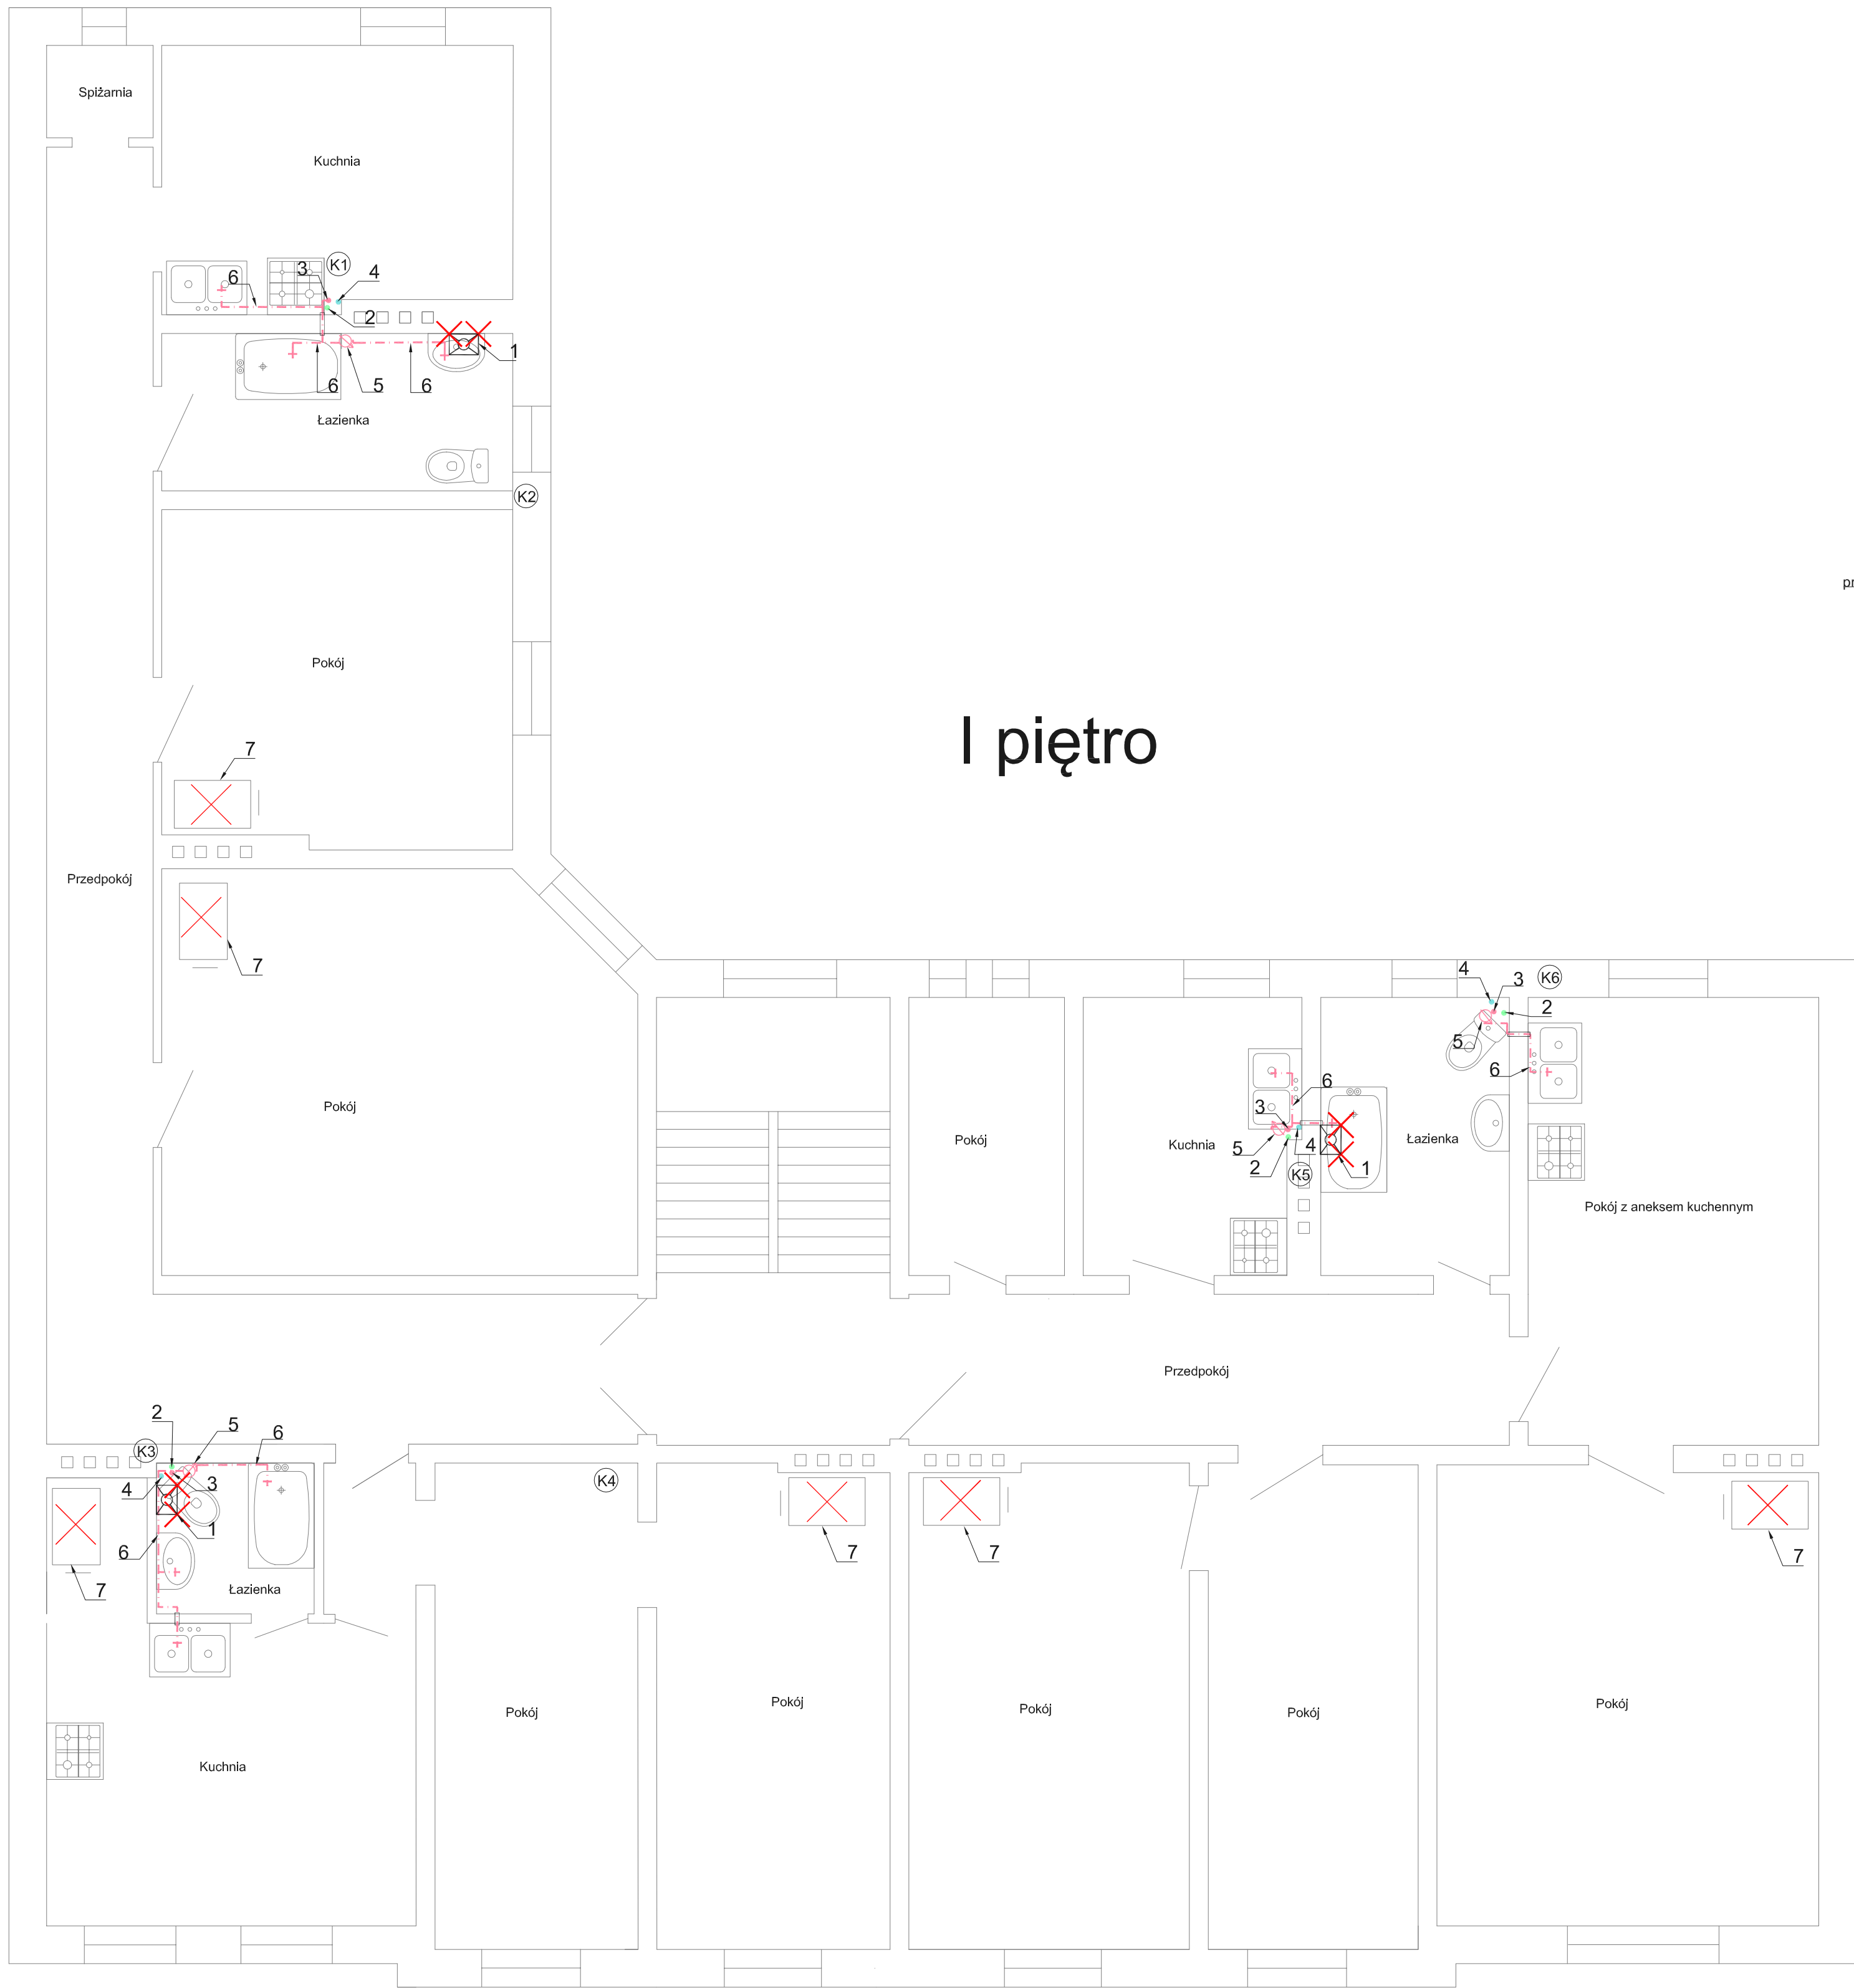 Spiżarnia
Kuchnia
K1
3
4
6
2
1
6
5
6
Łazienka
K2
pr
Pokój
I piętro
7
Przedpokój
7
4
3
K6
2
5
6
6
Pokój
3
Pokój
Kuchnia
5
4
Łazienka
2
K5
1
Pokój z aneksem kuchennym
Przedpokój
2
5
6
K3
K4
4
3
1
6
7
7
7
7
Łazienka
Pokój
Pokój
Pokój
Pokój
Pokój
Kuchnia